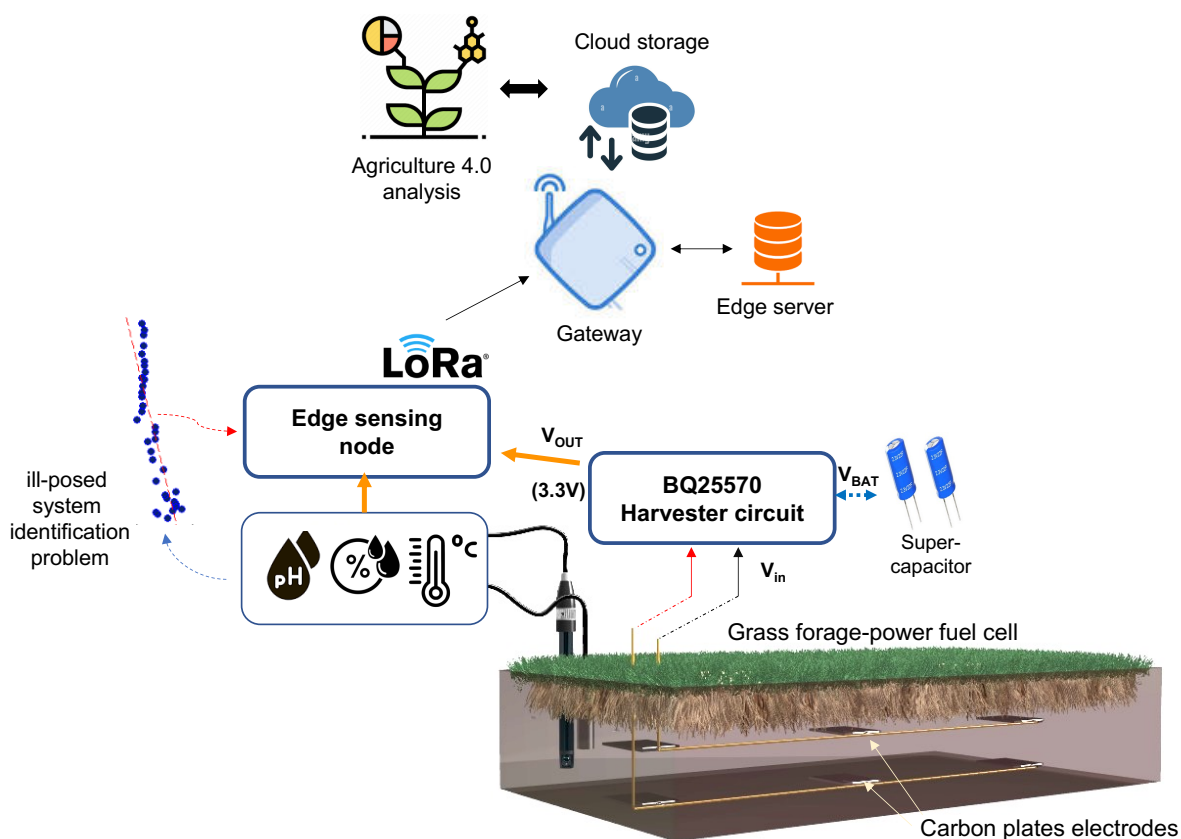 Cloud storage
Agriculture 4.0
analysis
Edge server
Gateway
LoRa®
Edge sensing
node
VOUT
(3.3V)
BQ25570
Harvester circuit
VBAT
Super-
capacitor
ill-posed
system
identification
problem
pH
%
°C
Vin
Grass forage-power fuel cell
Carbon plates electrodes